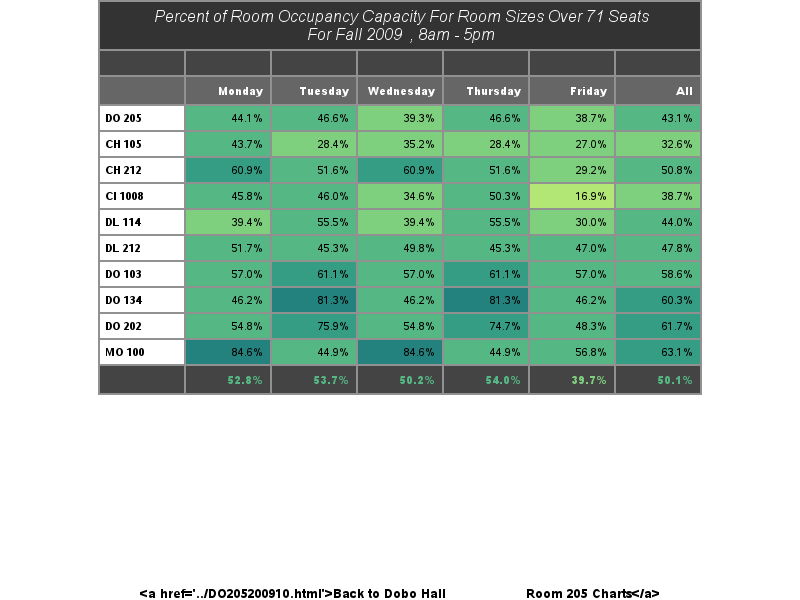 Percent of Room Occupancy Capacity For Room Sizes Over 71 Seats
For Fall 2009 , 8am - 5pm
Monday Tuesday Wednesday Thursday Friday All
DO 205 44.1% 46.6% 39.3% 46.6% 38.7% 43.1%
CH 105 43.7% 28.4% 35.2% 28.4% 27.0% 32.6%
CH 212 60.9% 51.6% 60.9% 51.6% 29.2% 50.8%
CI 1008 45.8% 46.0% 34.6% 50.3% 16.9% 38.7%
DL 114 39.4% 55.5% 39.4% 55.5% 30.0% 44.0%
DL 212 51.7% 45.3% 49.8% 45.3% 47.0% 47.8%
DO 103 57.0% 61.1% 57.0% 61.1% 57.0% 58.6%
DO 134 46.2% 81.3% 46.2% 81.3% 46.2% 60.3%
DO 202 54.8% 75.9% 54.8% 74.7% 48.3% 61.7%
MO 100 84.6% 44.9% 84.6% 44.9% 56.8% 63.1%
52.8% 53.7% 50.2% 54.0% 39.7% 50.1%
<a href='../DO205200910.html'>Back to Dobo Hall Room 205 Charts</a>